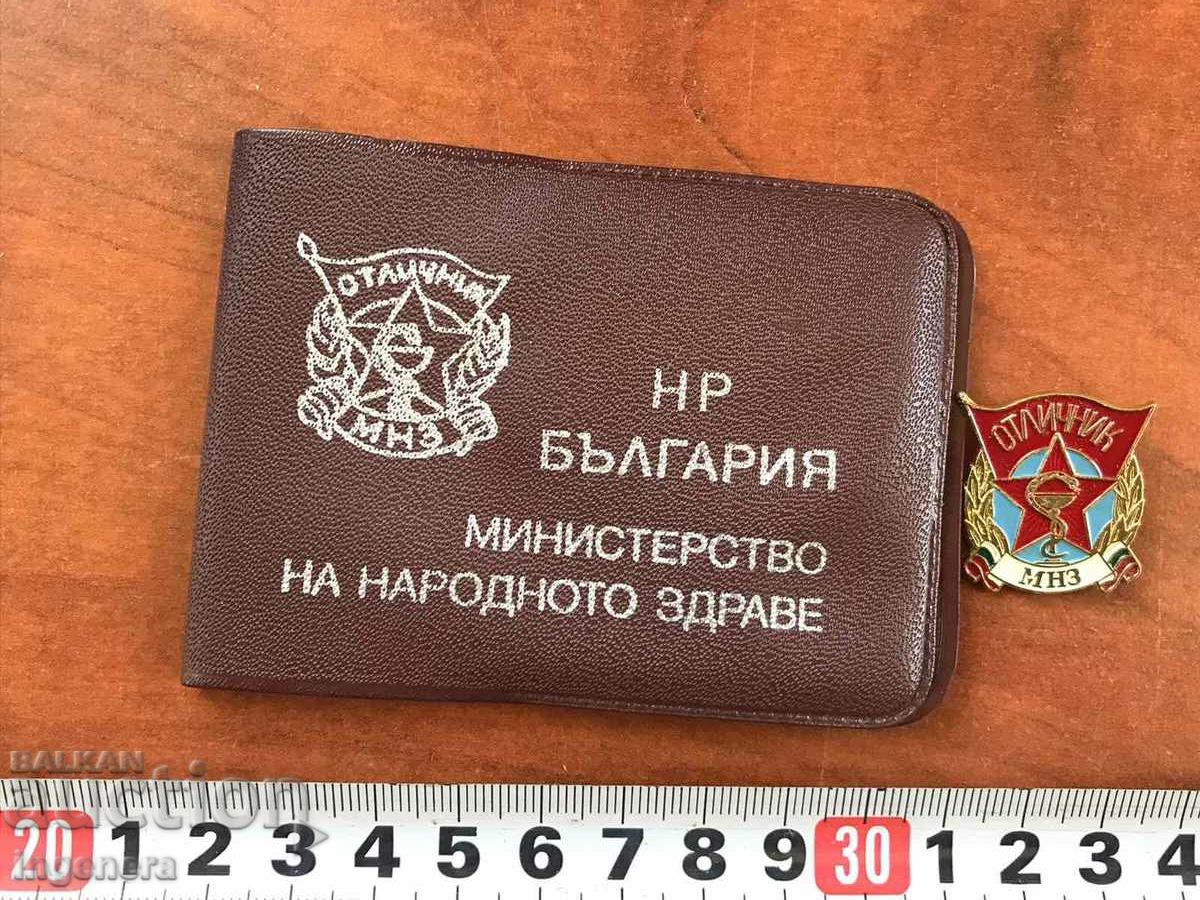 ОТЛИЧНИК
МНЗ
НР
БЪЛГАРИЯ
МИНИСТЕРСТВО
НА НАРОДНОТО ЗДРАВЕ
ОТЛИЧНИК
МНЗ
BALKAN
auction
ingenera
20 1 2 3 4 5 6 7 8 9 30 1 2 3 4